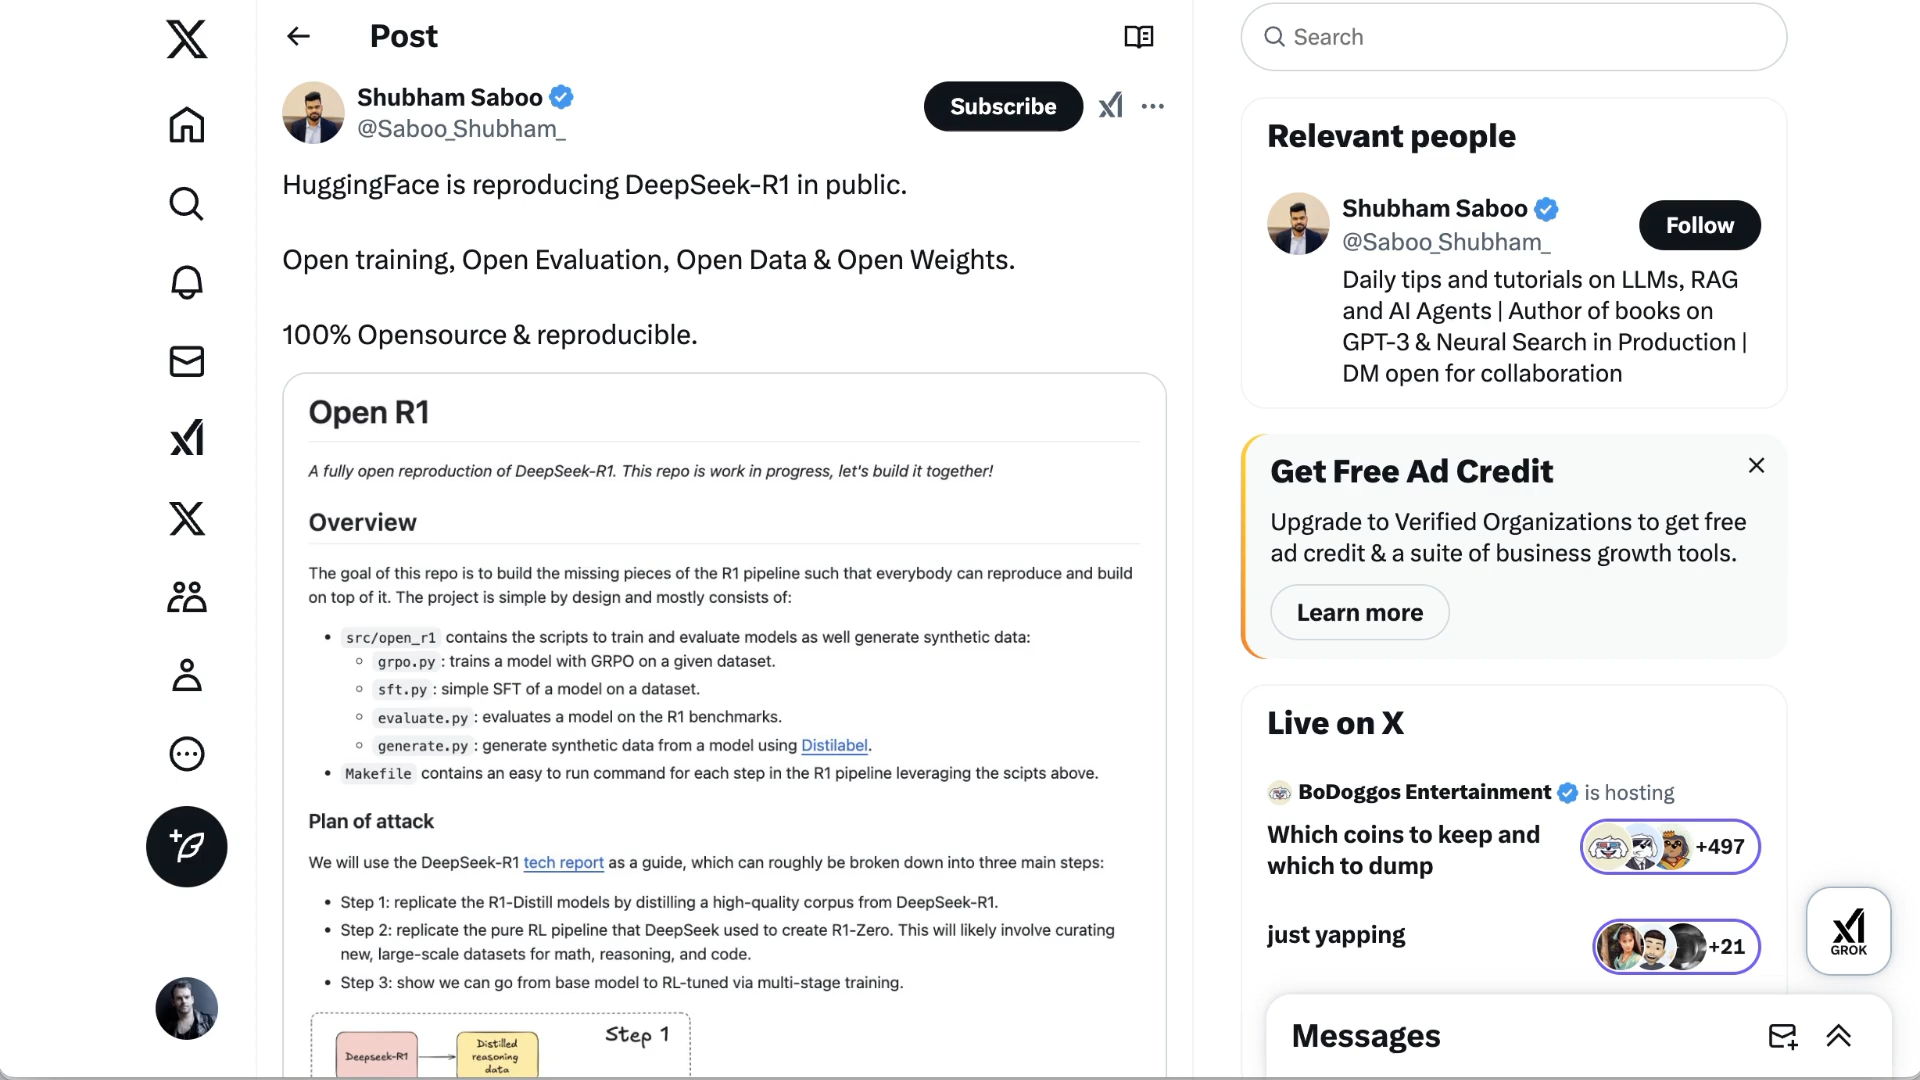 Post
Search
Shubham Saboo
@Saboo_Shubham_
Subscribe
HuggingFace is reproducing DeepSeek-R1 in public.
Open training, Open Evaluation, Open Data & Open Weights.
100% Opensource & reproducible.
Open R1
A fully open reproduction of DeepSeek-R1. This repo is work in progress, let's build it together!
Overview
The goal of this repo is to build the missing pieces of the R1 pipeline such that everybody can reproduce and build
on top of it. The project is simple by design and mostly consists of:
• src/open_r1 contains the scripts to train and evaluate models as well generate synthetic data:
◦ grpo.py : trains a model with GRPO on a given dataset.
◦ sft.py : simple SFT of a model on a dataset.
◦ evaluate.py : evaluates a model on the R1 benchmarks.
◦ generate.py : generate synthetic data from a model using Distilabel.
• Makefile contains an easy to run command for each step in the R1 pipeline leveraging the scipts above.
Plan of attack
We will use the DeepSeek-R1 tech report as a guide, which can roughly be broken down into three main steps:
• Step 1: replicate the R1-Distill models by distilling a high-quality corpus from DeepSeek-R1.
• Step 2: replicate the pure RL pipeline that DeepSeek used to create R1-Zero. This will likely involve curating
new, large-scale datasets for math, reasoning, and code.
• Step 3: show we can go from base model to RL-tuned via multi-stage training.
Step 1
Deepseek-R1
Distilled
reasoning
data
Relevant people
Shubham Saboo
@Saboo_Shubham_
Follow
Daily tips and tutorials on LLMs, RAG
and AI Agents | Author of books on
GPT-3 & Neural Search in Production |
DM open for collaboration
Get Free Ad Credit
Upgrade to Verified Organizations to get free
ad credit & a suite of business growth tools.
Learn more
Live on X
BoDoggos Entertainment is hosting
Which coins to keep and
which to dump
+497
just yapping
+21
GROK
Messages